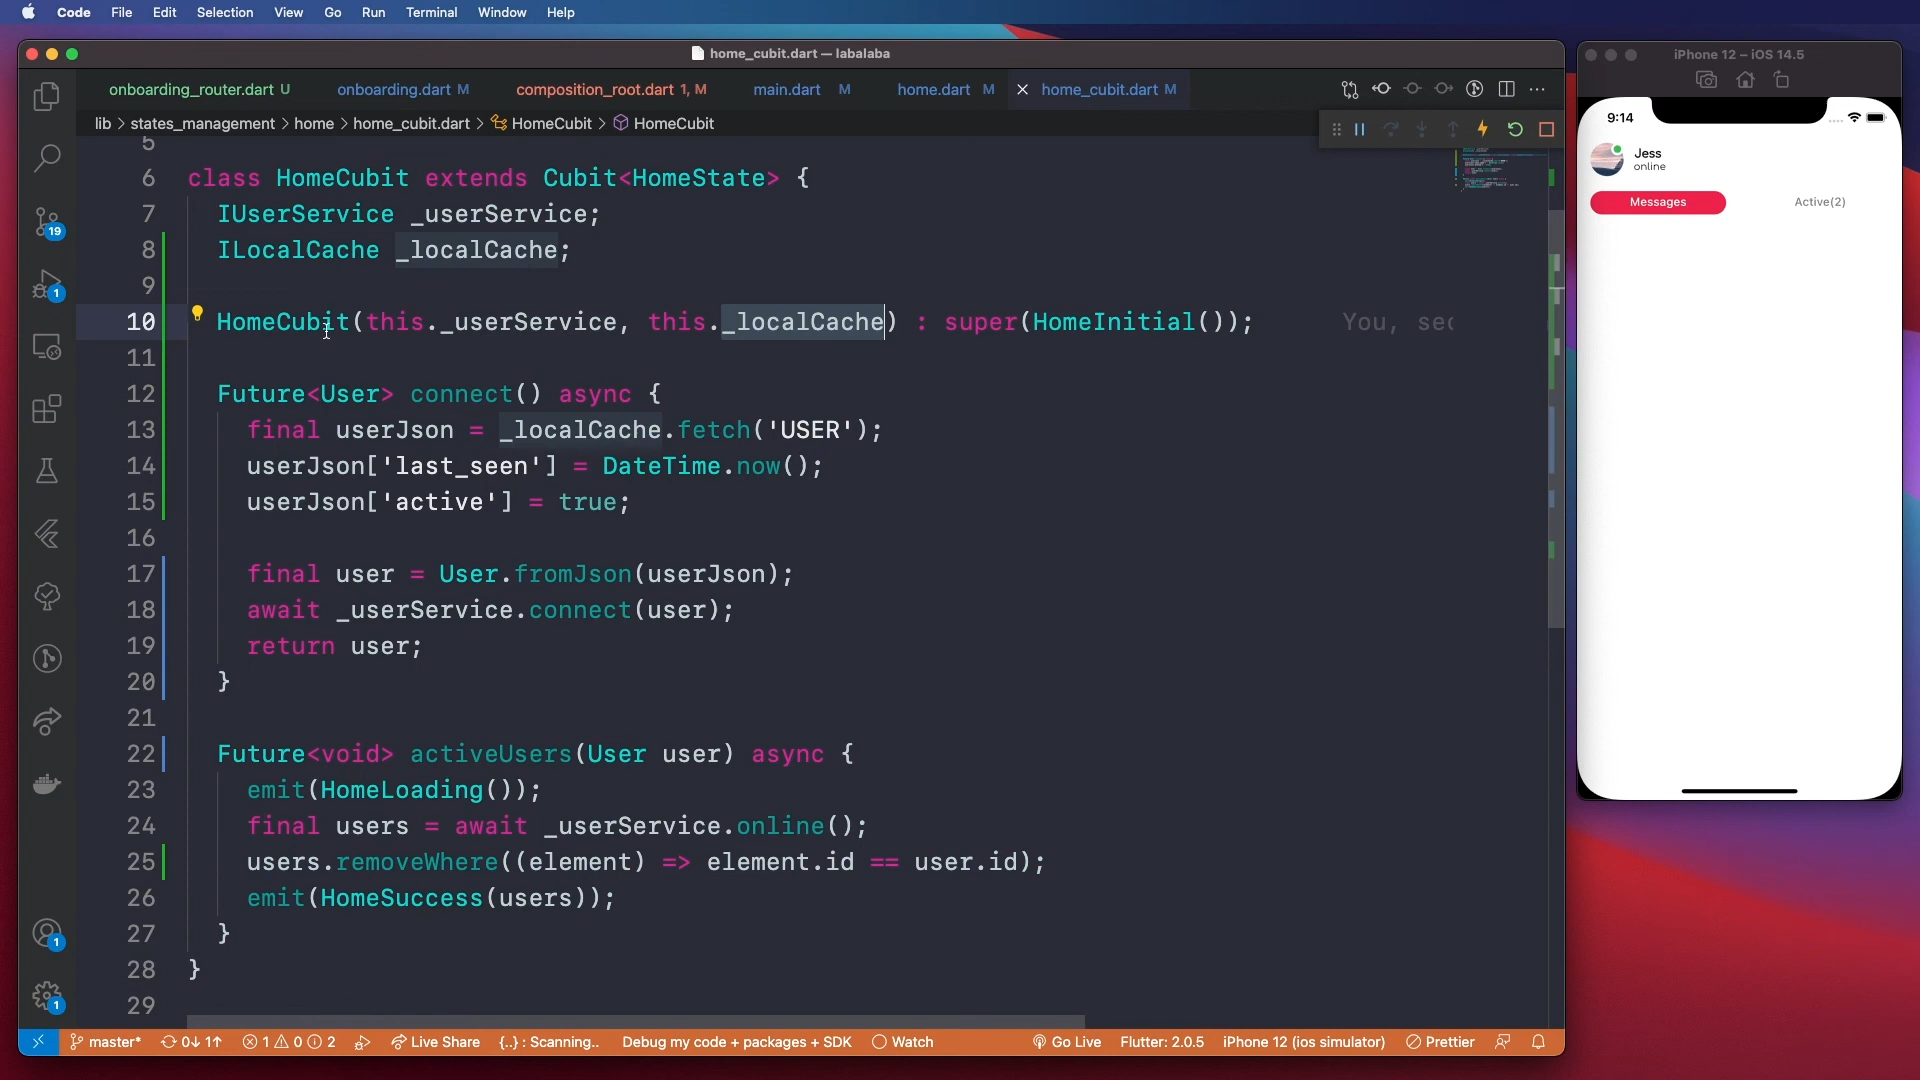 Code File Edit Selection View Go Run Terminal Window Help
home_cubit.dart — labalaba
onboarding_router.dart U onboarding.dart M composition_root.dart 1, M main.dart M home.dart M home_cubit.dart M
lib > states_management > home > home_cubit.dart > HomeCubit > HomeCubit
5
6 class HomeCubit extends Cubit<HomeState> {
7 IUserService _userService;
8 ILocalCache _localCache;
9
10 HomeCubit(this._userService, this._localCache) : super(HomeInitial()); You, sec
11
12 Future<User> connect() async {
13 final userJson = _localCache.fetch('USER');
14 userJson['last_seen'] = DateTime.now();
15 userJson['active'] = true;
16
17 final user = User.fromJson(userJson);
18 await _userService.connect(user);
19 return user;
20 }
21
22 Future<void> activeUsers(User user) async {
23 emit(HomeLoading());
24 final users = await _userService.online();
25 users.removeWhere((element) => element.id == user.id);
26 emit(HomeSuccess(users));
27 }
28 }
29
19
1
1
1
master* 0↓ 1↑ 1 0 2 Live Share {..} : Scanning.. Debug my code + packages + SDK Watch Go Live Flutter: 2.0.5 iPhone 12 (ios simulator) Prettier
iPhone 12 – iOS 14.5
9:14
Jess
online
Messages Active(2)